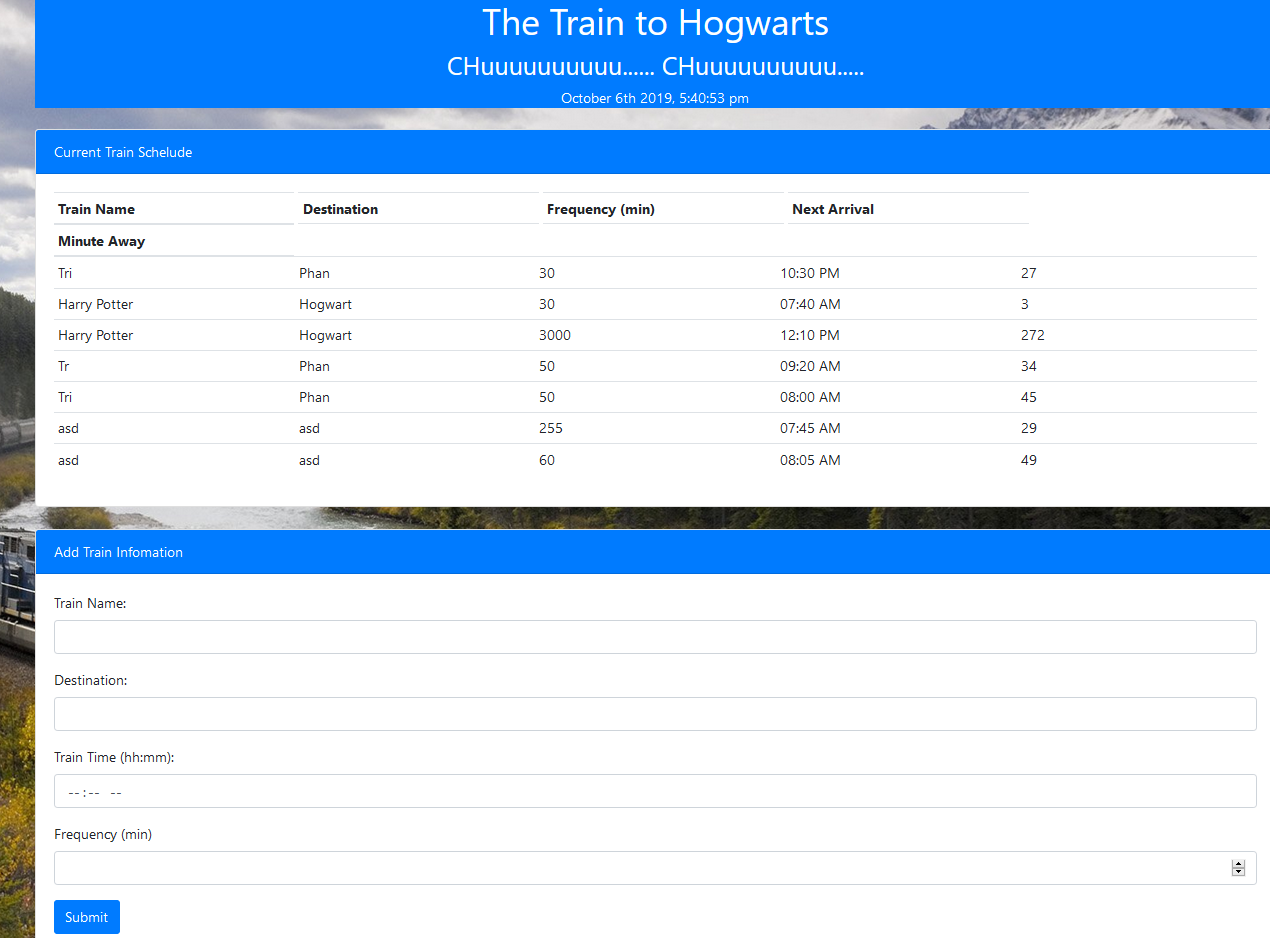 The Train to Hogwarts
CHuuuuuuuuuu...... CHuuuuuuuuuu.....
October 6th 2019, 5:40:53 pm
Current Train Schelude
Train Name Destination Frequency (min) Next Arrival
Minute Away
Tri Phan 30 10:30 PM 27
Harry Potter Hogwart 30 07:40 AM 3
Harry Potter Hogwart 3000 12:10 PM 272
Tr Phan 50 09:20 AM 34
Tri Phan 50 08:00 AM 45
asd asd 255 07:45 AM 29
asd asd 60 08:05 AM 49
Add Train Infomation
Train Name:
Destination:
Train Time (hh:mm):
--:-- --
Frequency (min)
Submit